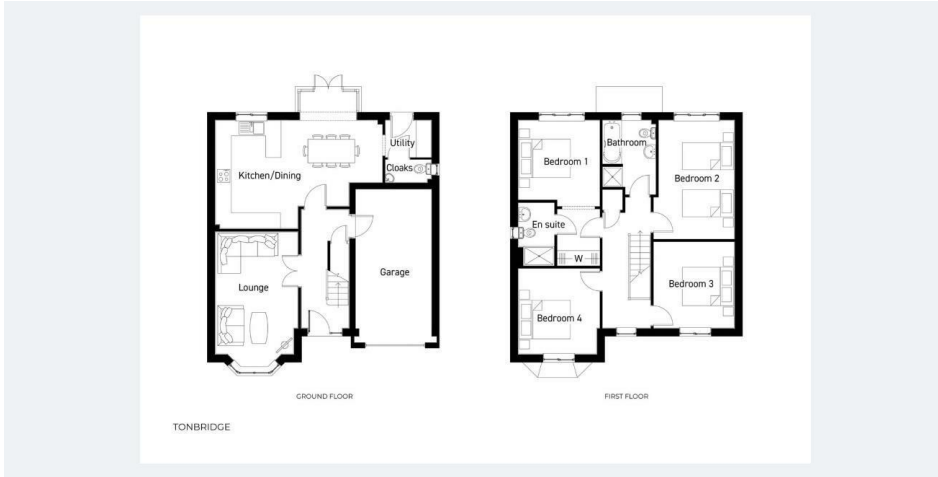 Utility
Cloaks
Kitchen/Dining
Garage
Lounge
GROUND FLOOR
Bathroom
Bedroom 1
Bedroom 2
En suite
W
Bedroom 3
Bedroom 4
FIRST FLOOR
TONBRIDGE